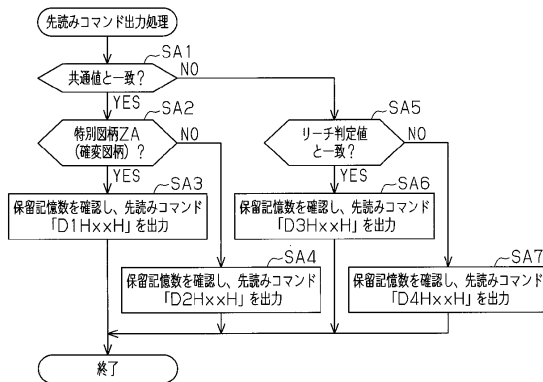 先読みコマンド出力処理
SA1
共通値と一致？
NO
YES
SA2
特別図柄ZA
(確変図柄) ？
NO
YES
SA5
リーチ判定値
と一致？
NO
YES
SA3
保留記憶数を確認し、先読みコマンド
「D1H××H」を出力
SA6
保留記憶数を確認し、先読みコマンド
「D3H××H」を出力
SA4
保留記憶数を確認し、先読みコマンド
「D2H××H」を出力
SA7
保留記憶数を確認し、先読みコマンド
「D4H××H」を出力
終了